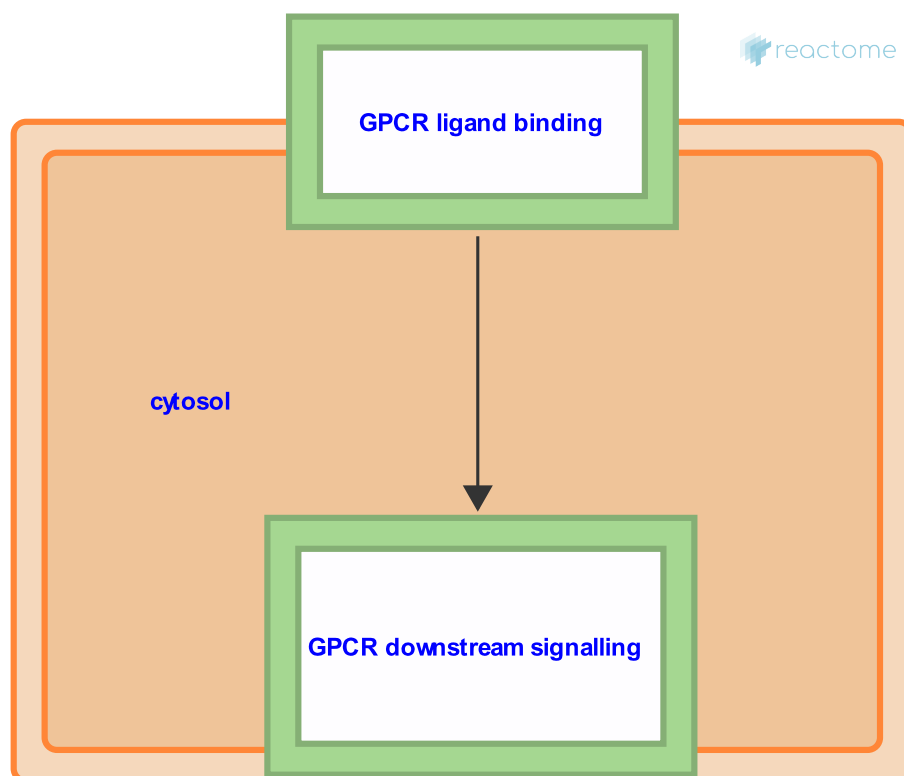 reactome
GPCR ligand binding
cytosol
GPCR downstream signalling